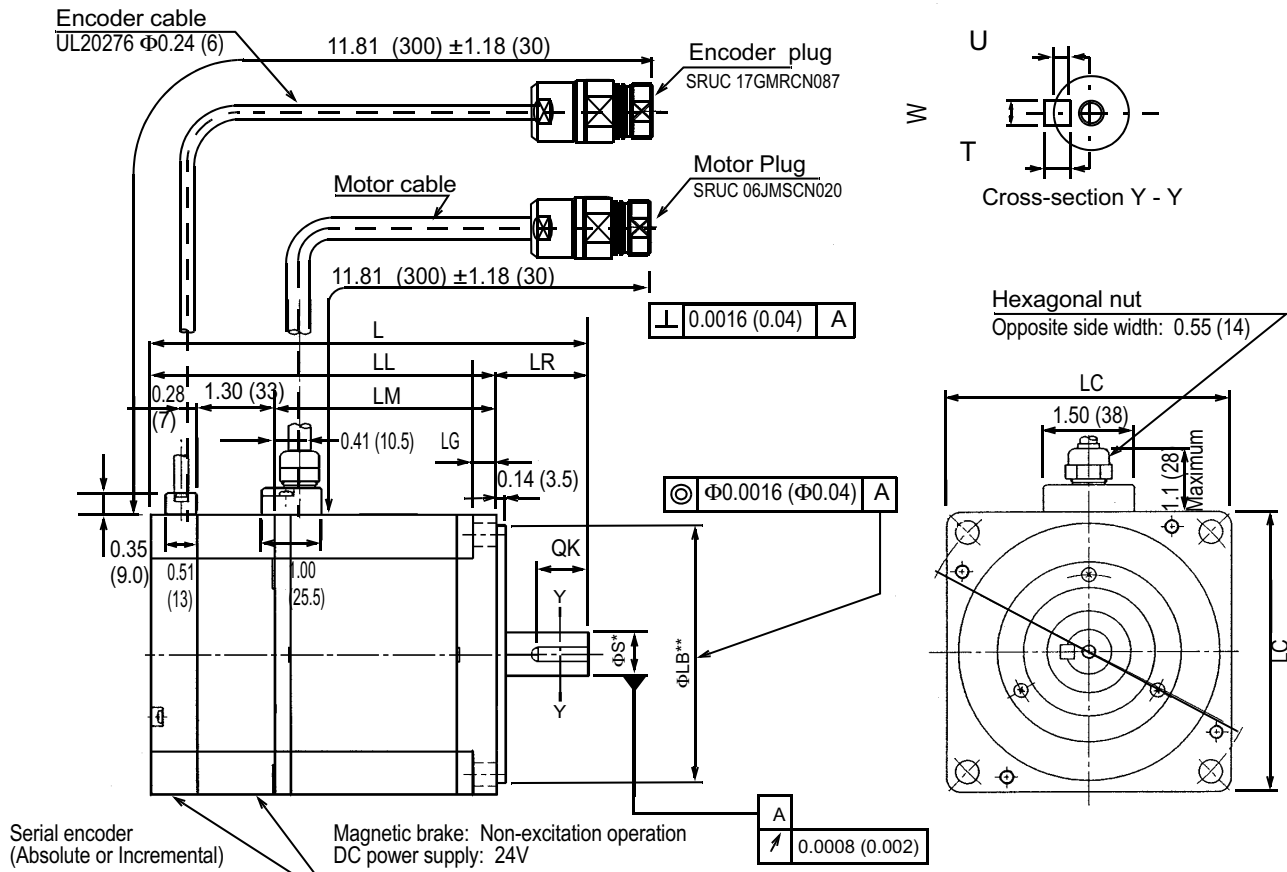 Encoder cable
UL20276 Φ0.24 (6)
11.81 (300) ±1.18 (30)
Encoder plug
SRUC 17GMRCN087
Motor cable
Motor Plug
SRUC 06JMSCN020
11.81 (300) ±1.18 (30)
U
W
T
Cross-section Y - Y
⊥ 0.0016 (0.04) A
Hexagonal nut
Opposite side width: 0.55 (14)
L
LL
LR
0.28
(7)
1.30 (33)
LM
0.41 (10.5)
LG
0.14 (3.5)
LC
1.50 (38)
1.1 (28)
Maximum
◎ Φ0.0016 (Φ0.04) A
0.35
(9.0)
0.51
(13)
1.00
(25.5)
QK
Y
ΦS*
ΦLB**
Y
LC
A
↗ 0.0008 (0.002)
Serial encoder
(Absolute or Incremental)
Magnetic brake: Non-excitation operation
DC power supply: 24V